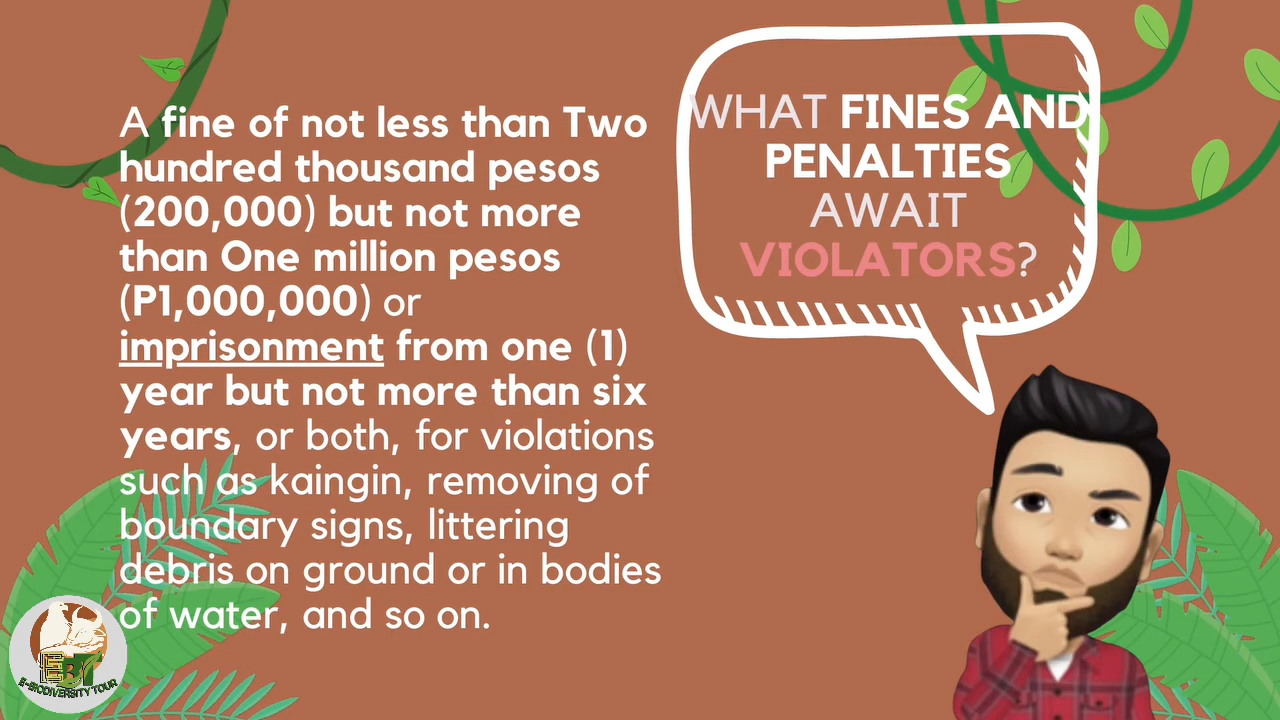 A fine of not less than Two
hundred thousand pesos
(200,000) but not more
than One million pesos
(P1,000,000) or
imprisonment from one (1)
year but not more than six
years, or both, for violations
such as kaingin, removing of
boundary signs, littering
debris on ground or in bodies
of water, and so on.
WHAT FINES AND
PENALTIES
AWAIT
VIOLATORS?
E-BIODIVERSITY TOUR